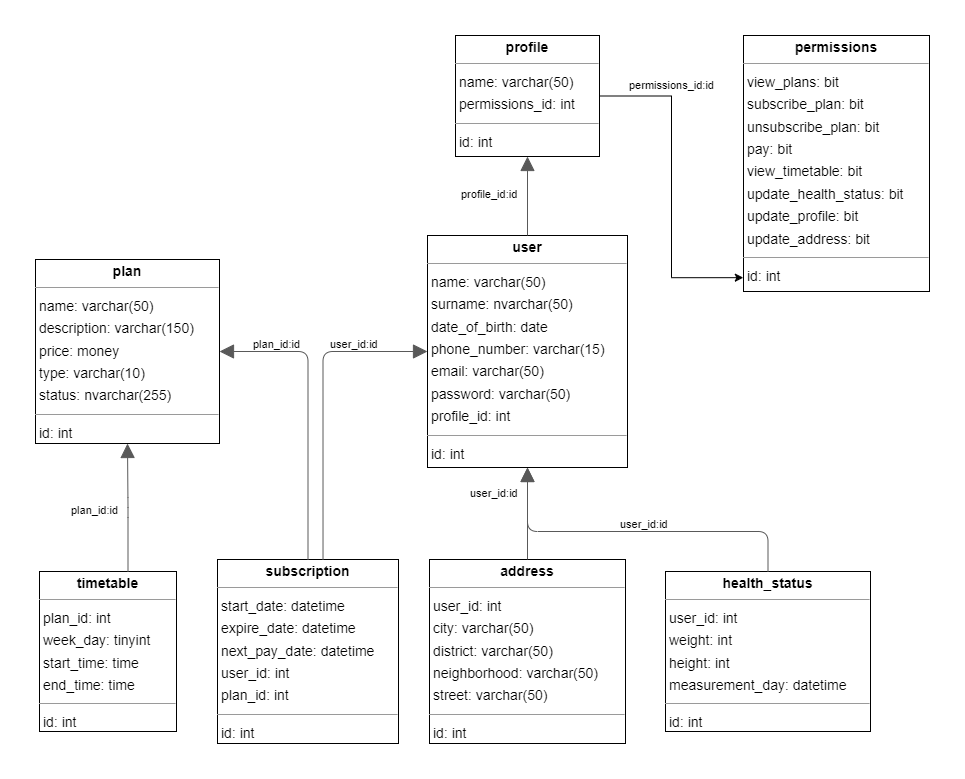 profile
name: varchar(50)
permissions_id: int
id: int
permissions_id:id
permissions
view_plans: bit
subscribe_plan: bit
unsubscribe_plan: bit
pay: bit
view_timetable: bit
update_health_status: bit
update_profile: bit
update_address: bit
id: int
profile_id:id
user
name: varchar(50)
surname: nvarchar(50)
date_of_birth: date
phone_number: varchar(15)
email: varchar(50)
password: varchar(50)
profile_id: int
id: int
plan
name: varchar(50)
description: varchar(150)
price: money
type: varchar(10)
status: nvarchar(255)
id: int
plan_id:id
user_id:id
plan_id:id
user_id:id
user_id:id
timetable
plan_id: int
week_day: tinyint
start_time: time
end_time: time
id: int
subscription
start_date: datetime
expire_date: datetime
next_pay_date: datetime
user_id: int
plan_id: int
id: int
address
user_id: int
city: varchar(50)
district: varchar(50)
neighborhood: varchar(50)
street: varchar(50)
id: int
health_status
user_id: int
weight: int
height: int
measurement_day: datetime
id: int